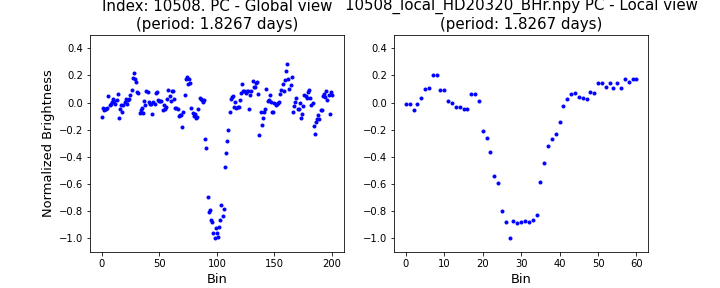 Index: 10508. PC - Global view
(period: 1.8267 days)
10508_local_HD20320_BHr.npy PC - Local view
(period: 1.8267 days)
Normalized Brightness
0.4
0.2
0.0
−0.2
−0.4
−0.6
−0.8
−1.0
0 50 100 150 200
Bin
0.4
0.2
0.0
−0.2
−0.4
−0.6
−0.8
−1.0
0 10 20 30 40 50 60
Bin